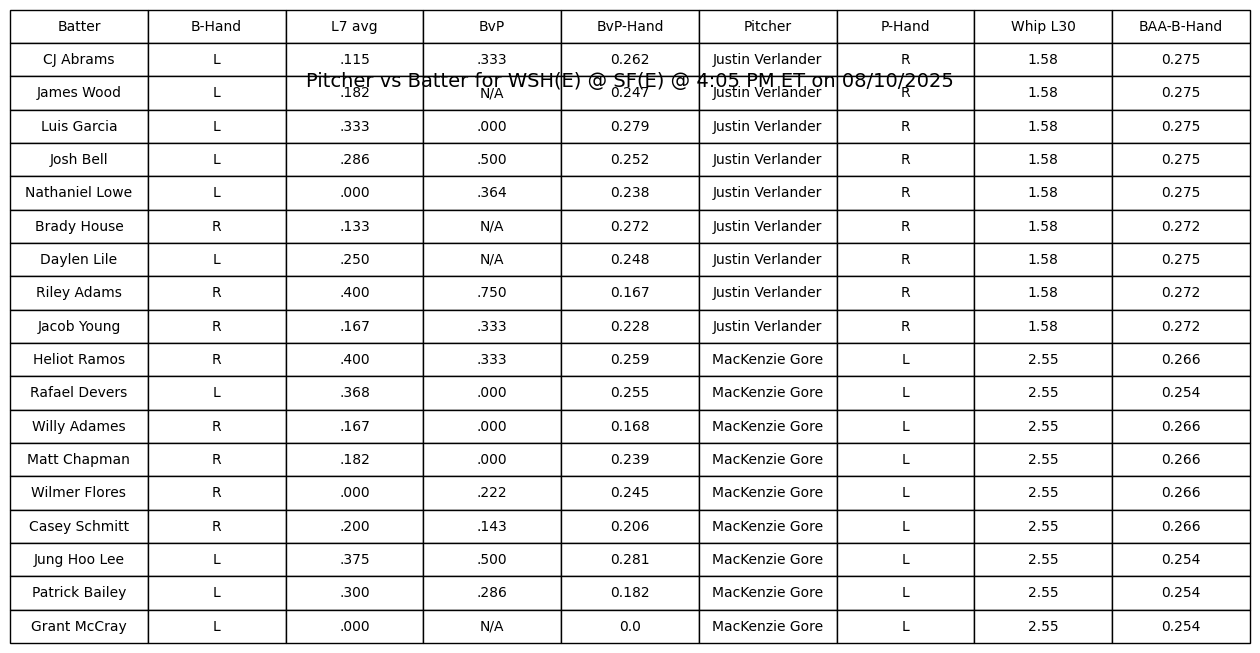 Batter B-Hand L7 avg BvP BvP-Hand Pitcher P-Hand Whip L30 BAA-B-Hand
CJ Abrams L .115 .333 0.262 Justin Verlander R 1.58 0.275
Pitcher vs Batter for WSH(E) @ SF(E) @ 4:05 PM ET on 08/10/2025
James Wood L .182 N/A 0.247 Justin Verlander R 1.58 0.275
Luis Garcia L .333 .000 0.279 Justin Verlander R 1.58 0.275
Josh Bell L .286 .500 0.252 Justin Verlander R 1.58 0.275
Nathaniel Lowe L .000 .364 0.238 Justin Verlander R 1.58 0.275
Brady House R .133 N/A 0.272 Justin Verlander R 1.58 0.272
Daylen Lile L .250 N/A 0.248 Justin Verlander R 1.58 0.275
Riley Adams R .400 .750 0.167 Justin Verlander R 1.58 0.272
Jacob Young R .167 .333 0.228 Justin Verlander R 1.58 0.272
Heliot Ramos R .400 .333 0.259 MacKenzie Gore L 2.55 0.266
Rafael Devers L .368 .000 0.255 MacKenzie Gore L 2.55 0.254
Willy Adames R .167 .000 0.168 MacKenzie Gore L 2.55 0.266
Matt Chapman R .182 .000 0.239 MacKenzie Gore L 2.55 0.266
Wilmer Flores R .000 .222 0.245 MacKenzie Gore L 2.55 0.266
Casey Schmitt R .200 .143 0.206 MacKenzie Gore L 2.55 0.266
Jung Hoo Lee L .375 .500 0.281 MacKenzie Gore L 2.55 0.254
Patrick Bailey L .300 .286 0.182 MacKenzie Gore L 2.55 0.254
Grant McCray L .000 N/A 0.0 MacKenzie Gore L 2.55 0.254